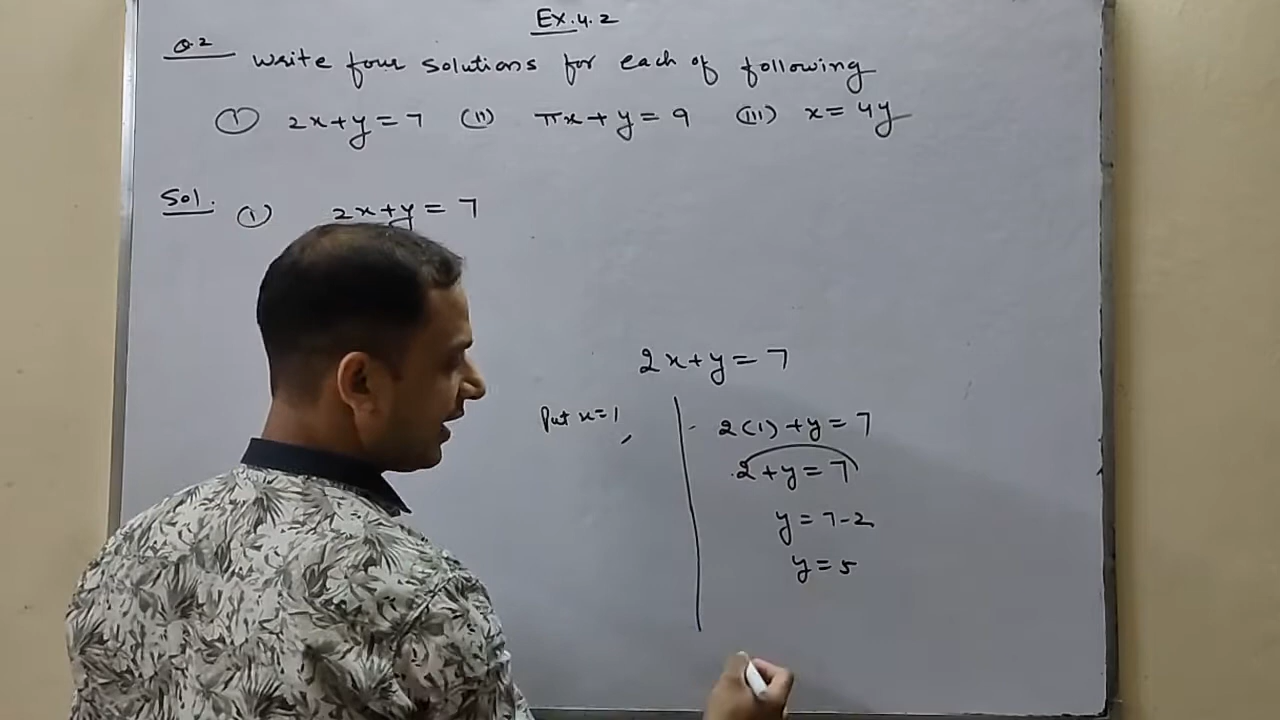 Ex.4.2
Q.2 Write four solutions for each of following
(i) 2x+y=7 (ii) πx+y=9 (iii) x=4y
Sol. (i) 2x+y=7
2x+y=7
Put x=1, 2(1)+y=7
2+y=7
y=7-2
y=5